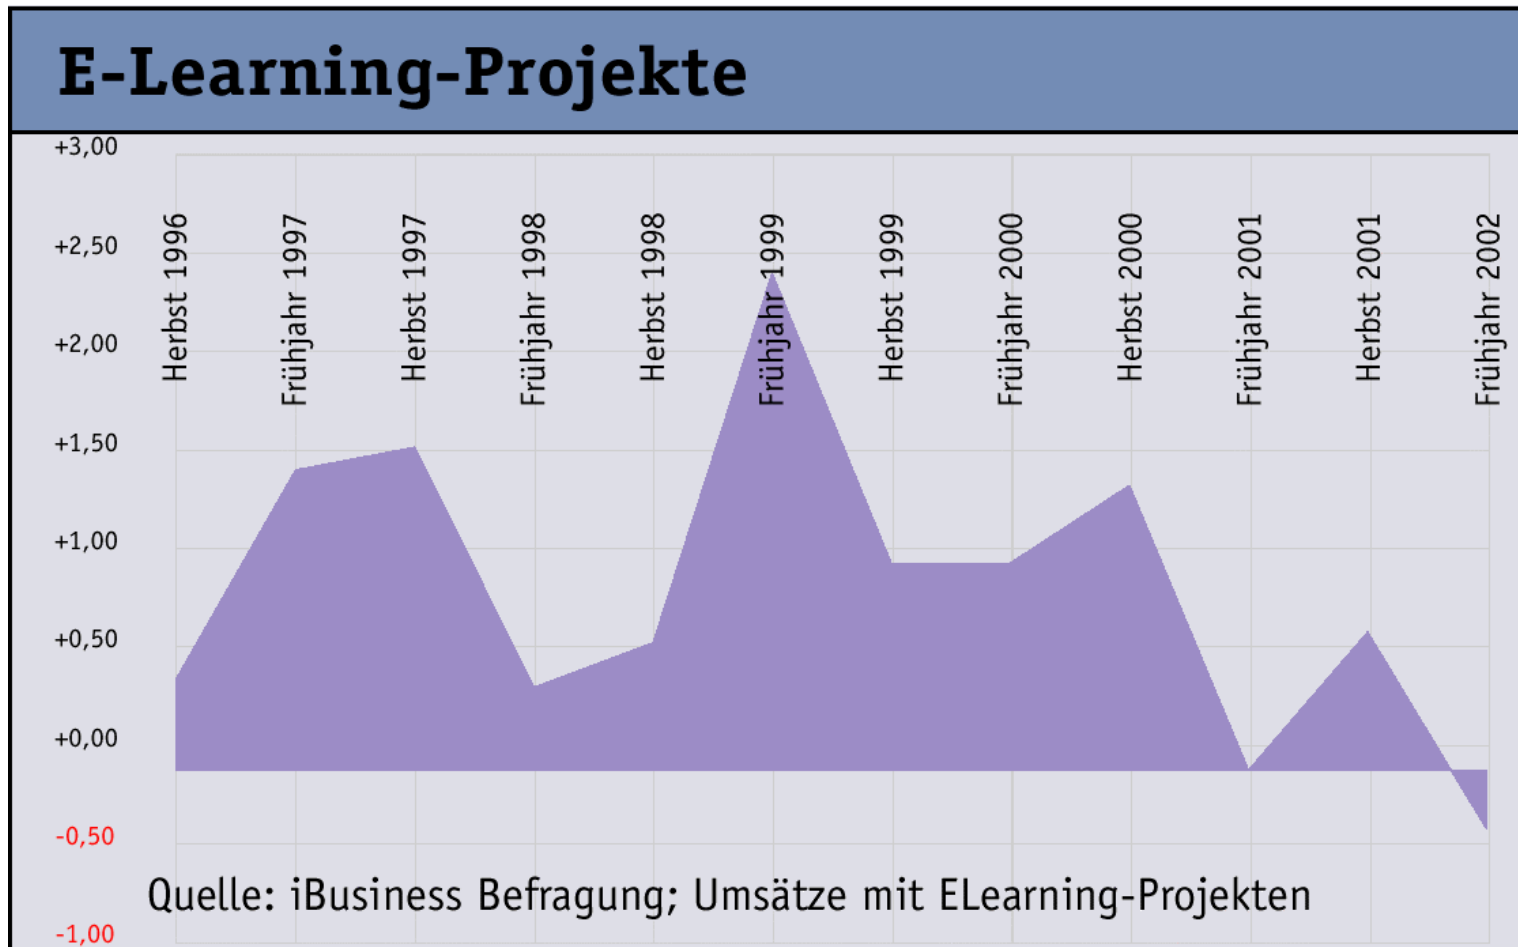 E-Learning-Projekte
+3,00
+2,50
+2,00
+1,50
+1,00
+0,50
+0,00
-0,50
-1,00
Herbst 1996
Frühjahr 1997
Herbst 1997
Frühjahr 1998
Herbst 1998
Frühjahr 1999
Herbst 1999
Frühjahr 2000
Herbst 2000
Frühjahr 2001
Herbst 2001
Frühjahr 2002
Quelle: iBusiness Befragung; Umsätze mit ELearning-Projekten